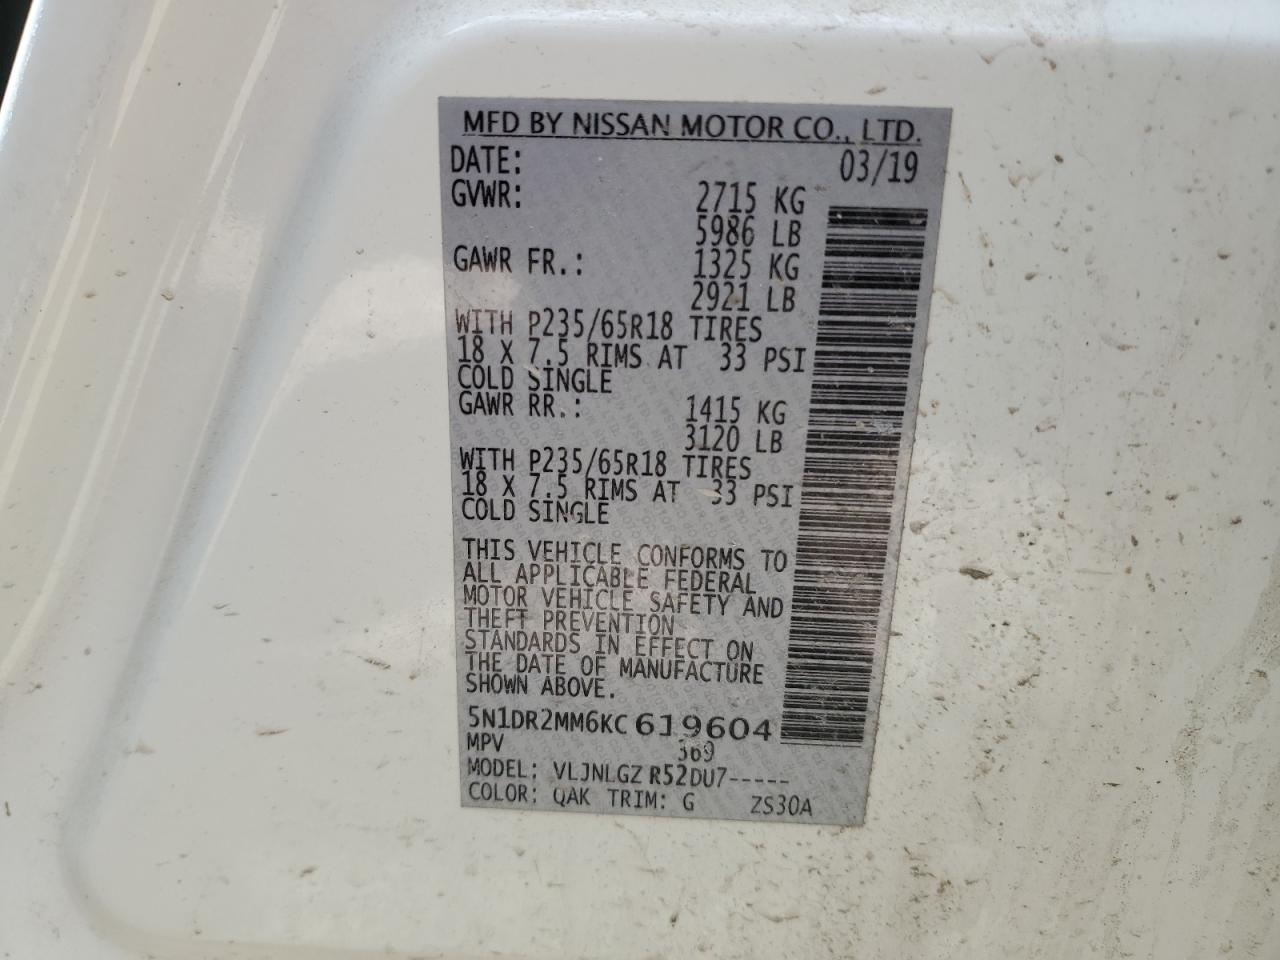 MFD BY NISSAN MOTOR CO., LTD.
DATE: 03/19
GVWR: 2715 KG
5986 LB
GAWR FR.: 1325 KG
2921 LB
WITH P235/65R18 TIRES
18 X 7.5 RIMS AT 33 PSI
COLD SINGLE
GAWR RR.: 1415 KG
3120 LB
WITH P235/65R18 TIRES
18 X 7.5 RIMS AT 33 PSI
COLD SINGLE
THIS VEHICLE CONFORMS TO
ALL APPLICABLE FEDERAL
MOTOR VEHICLE SAFETY AND
THEFT PREVENTION
STANDARDS IN EFFECT ON
THE DATE OF MANUFACTURE
SHOWN ABOVE.
5N1DR2MM6KC619604
MPV 369
MODEL: VLJNLGZ R52DU7-----
COLOR: QAK TRIM: G ZS30A